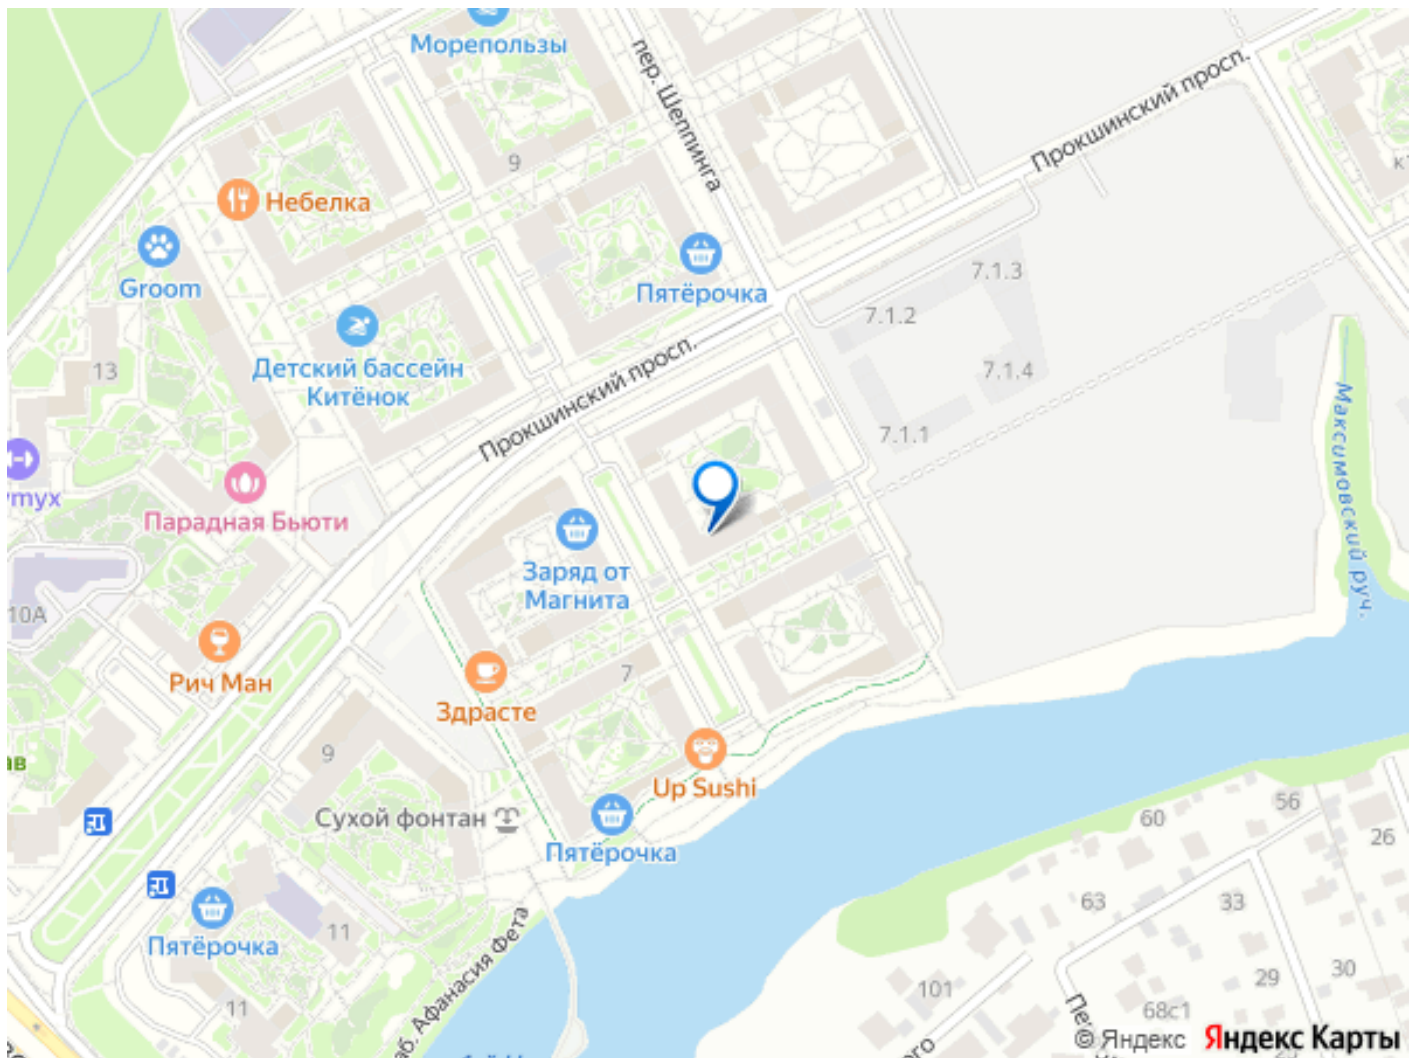 Морепользы
пер. Шеппинга
Прокшинский просп.
9
Небелка
Groom
Пятёрочка
7.1.3
7.1.2
Детский бассейн
Китёнок
13
Прокшинский просп.
7.1.4
7.1.1
Максимовский руч.
Парадная Бьюти
Заряд от
Магнита
10А
Рич Ман
7
Здрасте
9
Up Sushi
Сухой фонтан
Пятёрочка
56
60
26
63
33
Пятёрочка
11
11
наб. Афанасия Фета
101
29
30
68с1
© Яндекс Яндекс Карты